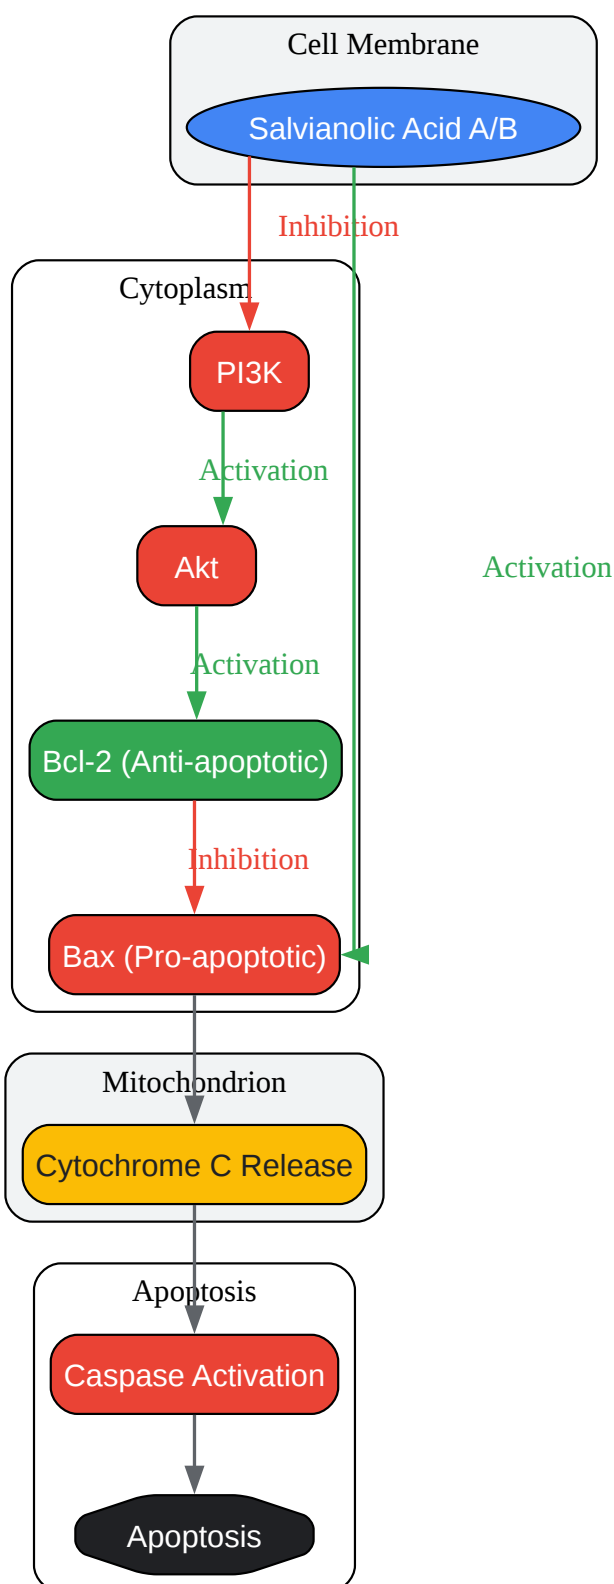 Cell Membrane
Salvianolic Acid A/B
Inhibition
Cytoplasm
PI3K
Activation
Akt
Activation
Activation
Bcl-2 (Anti-apoptotic)
Inhibition
Bax (Pro-apoptotic)
Mitochondrion
Cytochrome C Release
Apoptosis
Caspase Activation
Apoptosis